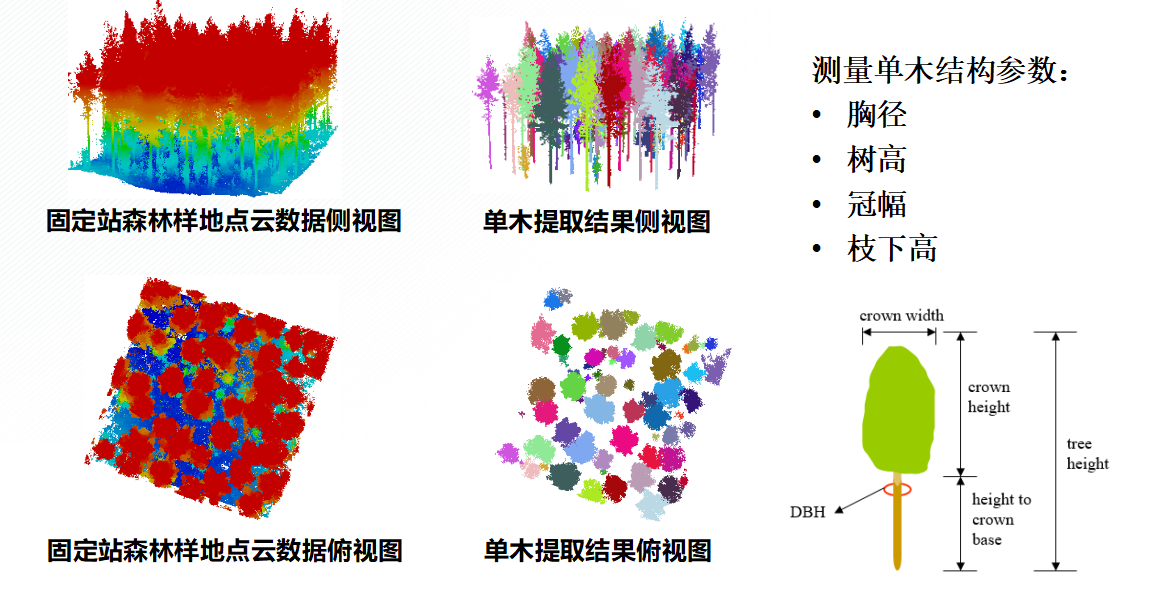 固定站森林样地点云数据侧视图
单木提取结果侧视图
固定站森林样地点云数据俯视图
单木提取结果俯视图
测量单木结构参数：
• 胸径
• 树高
• 冠幅
• 枝下高
crown width
crown
height
tree
height
DBH
height to
crown
base